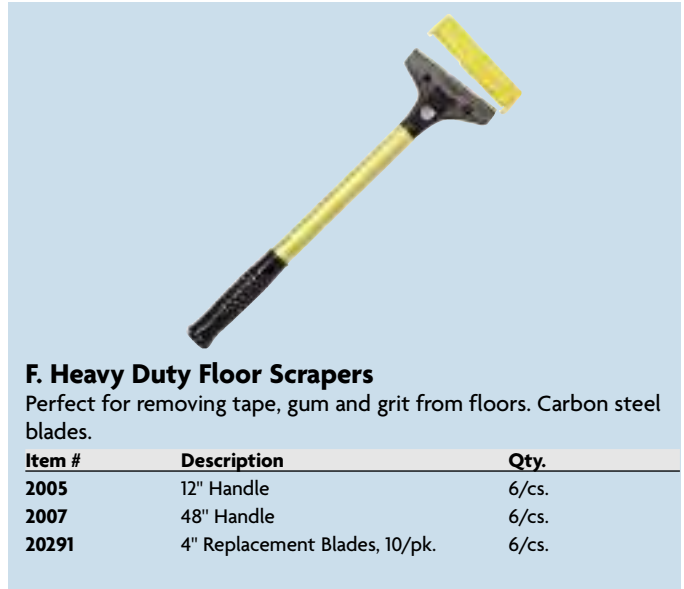 F. Heavy Duty Floor Scrapers
Perfect for removing tape, gum and grit from floors. Carbon steel
blades.
Item # Description Qty.
2005 12" Handle 6/cs.
2007 48" Handle 6/cs.
20291 4" Replacement Blades, 10/pk. 6/cs.